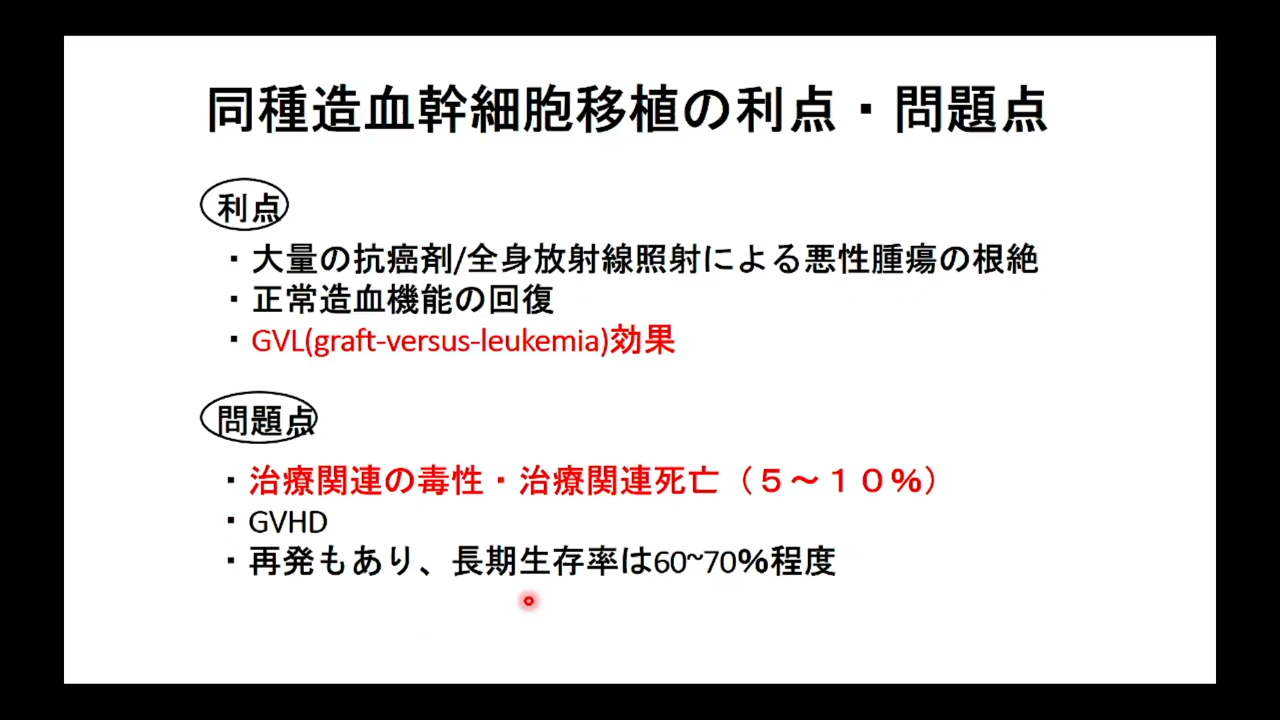 同種造血幹細胞移植の利点・問題点
利点
・大量の抗癌剤/全身放射線照射による悪性腫瘍の根絶
・正常造血機能の回復
・GVL(graft-versus-leukemia)効果
問題点
・治療関連の毒性・治療関連死亡（５～１０％）
・GVHD
・再発もあり、長期生存率は60~70％程度